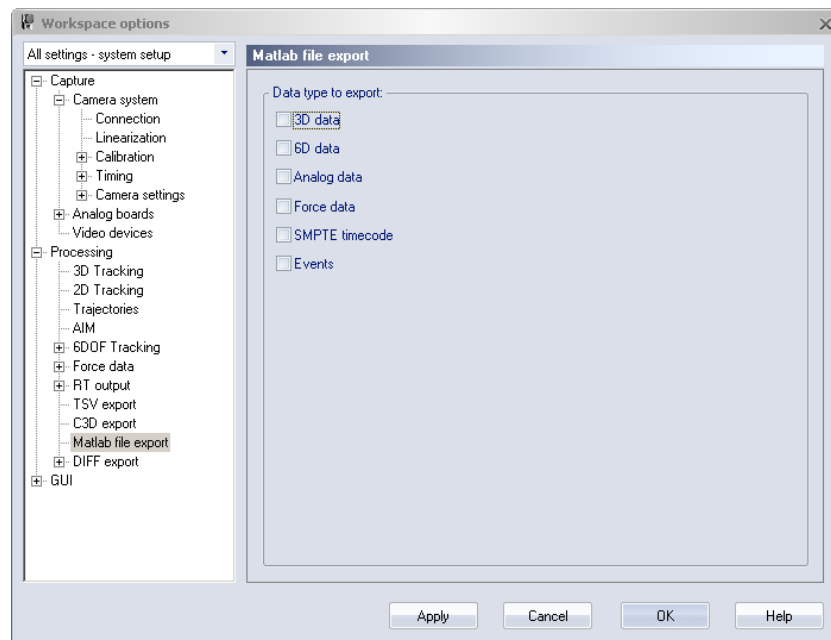 Workspace options
All settings - system setup
Capture
Camera system
Connection
Linearization
Calibration
Timing
Camera settings
Analog boards
Video devices
Processing
3D Tracking
2D Tracking
Trajectories
AIM
6DOF Tracking
Force data
RT output
TSV export
C3D export
Matlab file export
DIFF export
GUI
Matlab file export
Data type to export:
3D data
6D data
Analog data
Force data
SMPTE timecode
Events
Apply Cancel OK Help